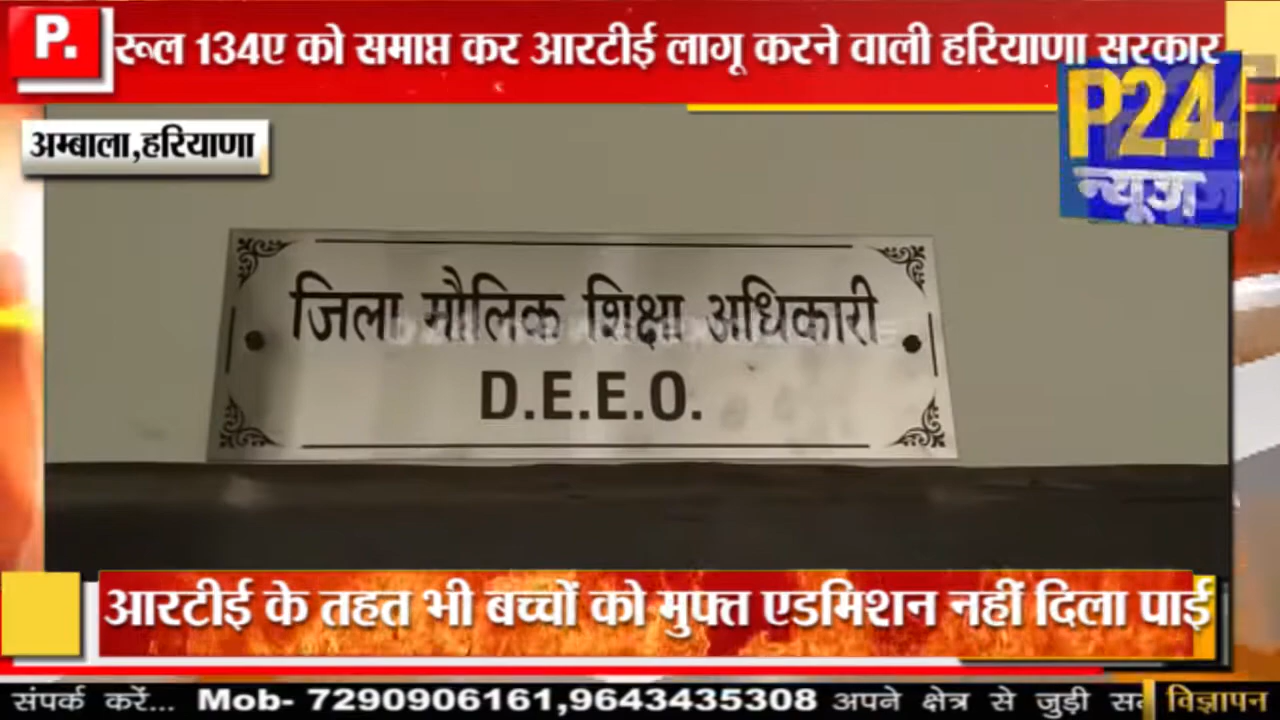 P.
रूल 134ए को समाप्त कर आरटीई लागू करने वाली हरियाणा सरकार
P24
न्यूज
अम्बाला,हरियाणा
जिला मौलिक शिक्षा अधिकारी
D.E.E.O.
आरटीई के तहत भी बच्चों को मुफ्त एडमिशन नहीं दिला पाई
संपर्क करें... Mob- 7290906161,9643435308 अपने क्षेत्र से जुड़ी
विज्ञापन